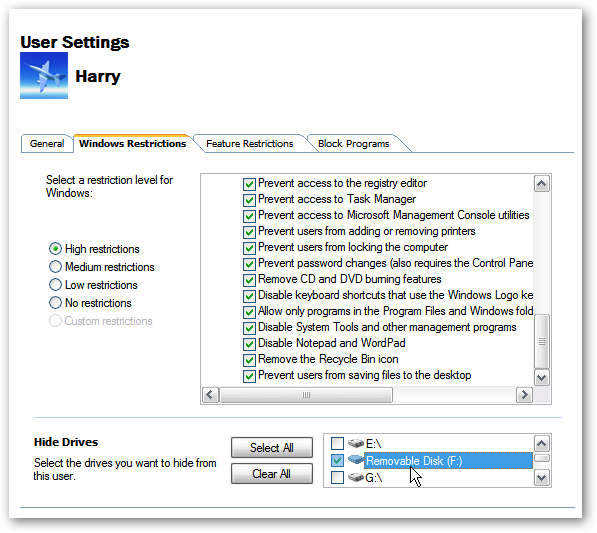 User Settings
Harry
General
Windows Restrictions
Feature Restrictions
Block Programs
Select a restriction level for
Windows:
High restrictions
Medium restrictions
Low restrictions
No restrictions
Custom restrictions
Prevent access to the registry editor
Prevent access to Task Manager
Prevent access to Microsoft Management Console utilities
Prevent users from adding or removing printers
Prevent users from locking the computer
Prevent password changes (also requires the Control Pane
Remove CD and DVD burning features
Disable keyboard shortcuts that use the Windows Logo ke
Allow only programs in the Program Files and Windows fold
Disable System Tools and other management programs
Disable Notepad and WordPad
Remove the Recycle Bin icon
Prevent users from saving files to the desktop
Hide Drives
Select the drives you want to hide from
this user.
Select All
Clear All
E:\
Removable Disk (F:)
G:\